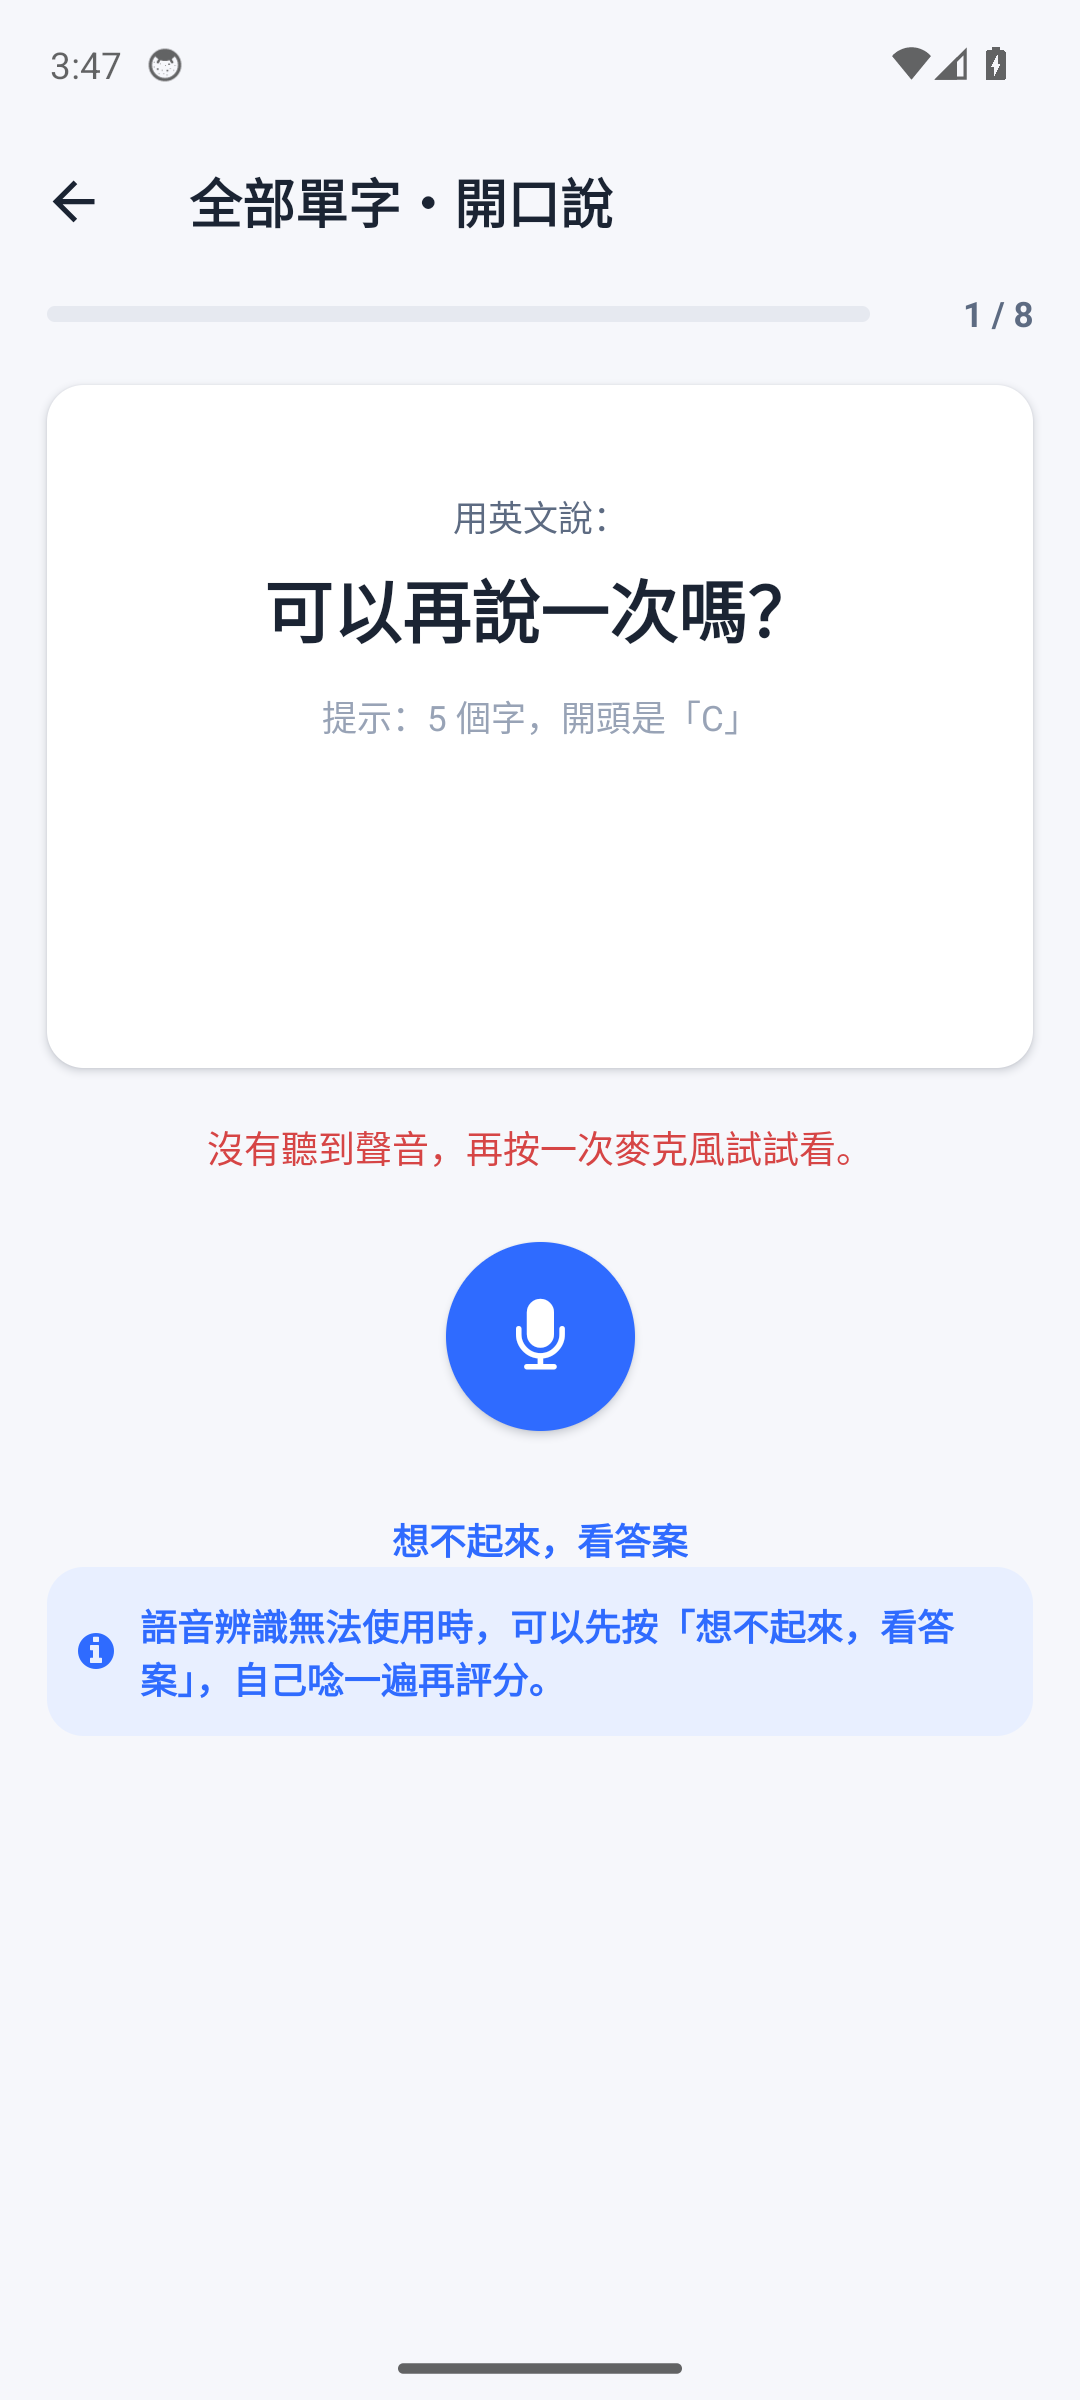 3:47
全部單字・開口說
1 / 8
用英文說：
可以再說一次嗎？
提示：5 個字，開頭是「C」
沒有聽到聲音，再按一次麥克風試試看。
想不起來，看答案
語音辨識無法使用時，可以先按「想不起來，看答
案」，自己唸一遍再評分。